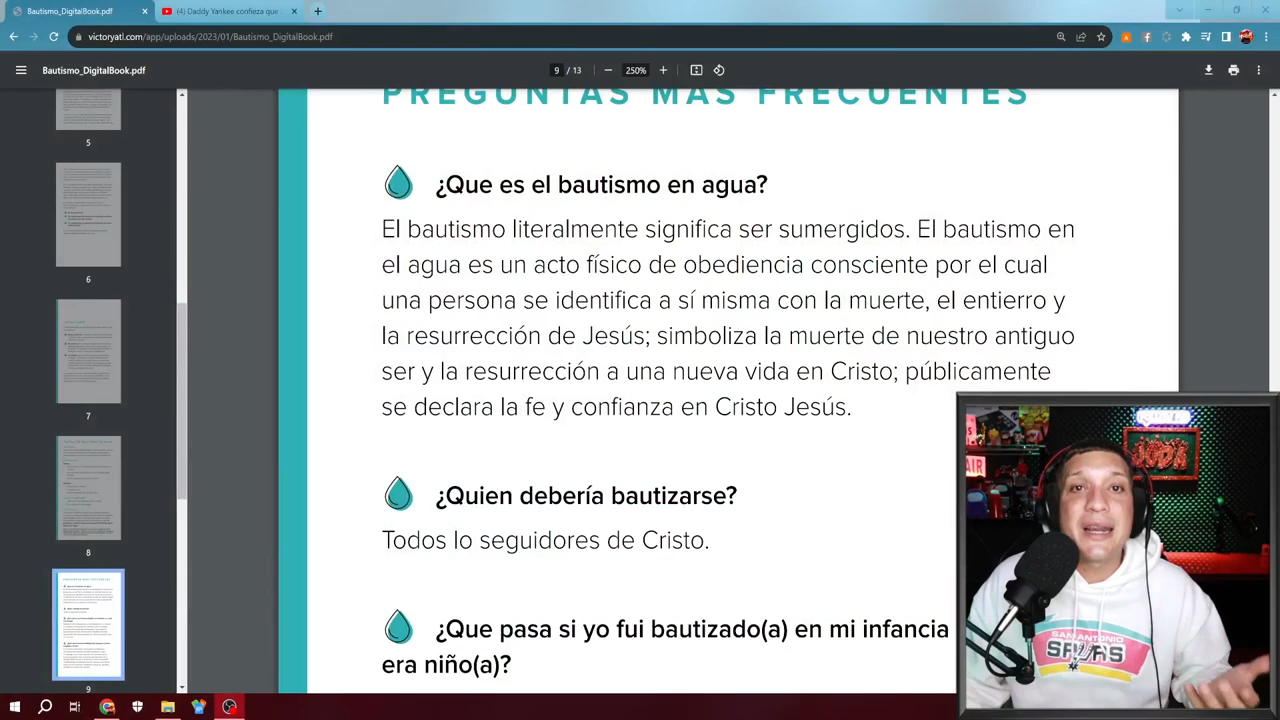 Bautismo_DigitalBook.pdf
(4) Daddy Yankee confieza que
victoryatl.com/app/uploads/2023/01/Bautismo_DigitalBook.pdf
Bautismo_DigitalBook.pdf
9 / 13
250%
PREGUNTAS MAS FRECUENTES
5
6
7
8
9
¿Que es el bautismo en agua?
El bautismo literalmente significa ser sumergidos. El bautismo en
el agua es un acto físico de obediencia consciente por el cual
una persona se identifica a sí misma con la muerte, el entierro y
la resurrección de Jesús; simboliza la muerte de nuestro antiguo
ser y la resurrección a una nueva vida en Cristo; públicamente
se declara la fe y confianza en Cristo Jesús.
¿Quien debería bautizarse?
Todos lo seguidores de Cristo.
¿Que si yo fui bautizado en mi
era niño(a)?
SAN ANTONIO
SPURS